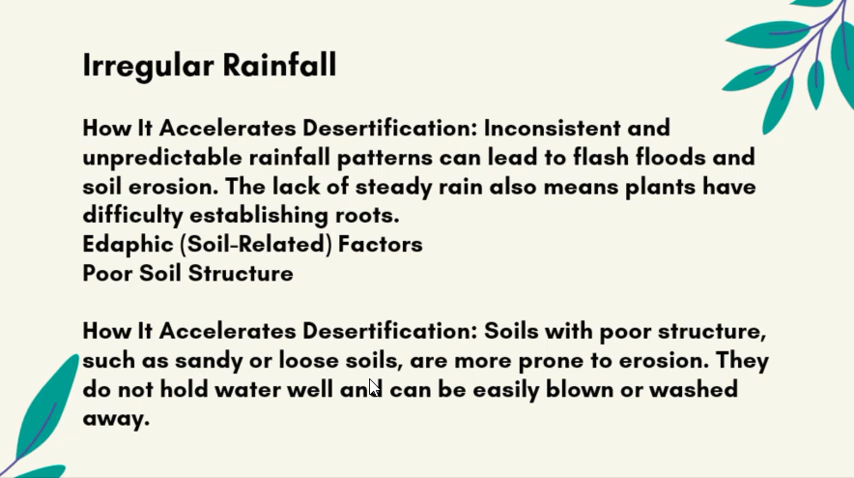 Irregular Rainfall
How It Accelerates Desertification: Inconsistent and
unpredictable rainfall patterns can lead to flash floods and
soil erosion. The lack of steady rain also means plants have
difficulty establishing roots.
Edaphic (Soil-Related) Factors
Poor Soil Structure
How It Accelerates Desertification: Soils with poor structure,
such as sandy or loose soils, are more prone to erosion. They
do not hold water well and can be easily blown or washed
away.